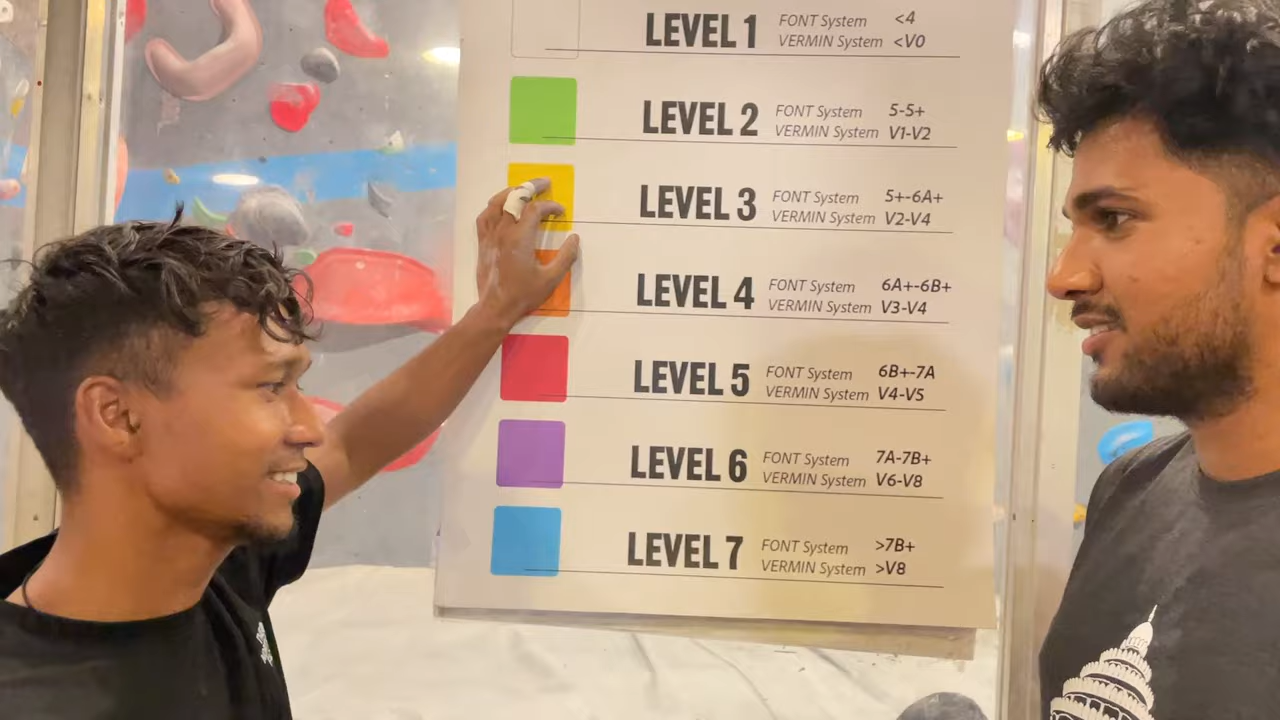 LEVEL 1 FONT System <4
VERMIN System <V0
LEVEL 2 FONT System 5-5+
VERMIN System V1-V2
LEVEL 3 FONT System 5+-6A+
VERMIN System V2-V4
LEVEL 4 FONT System 6A+-6B+
VERMIN System V3-V4
LEVEL 5 FONT System 6B+-7A
VERMIN System V4-V5
LEVEL 6 FONT System 7A-7B+
VERMIN System V6-V8
LEVEL 7 FONT System >7B+
VERMIN System >V8